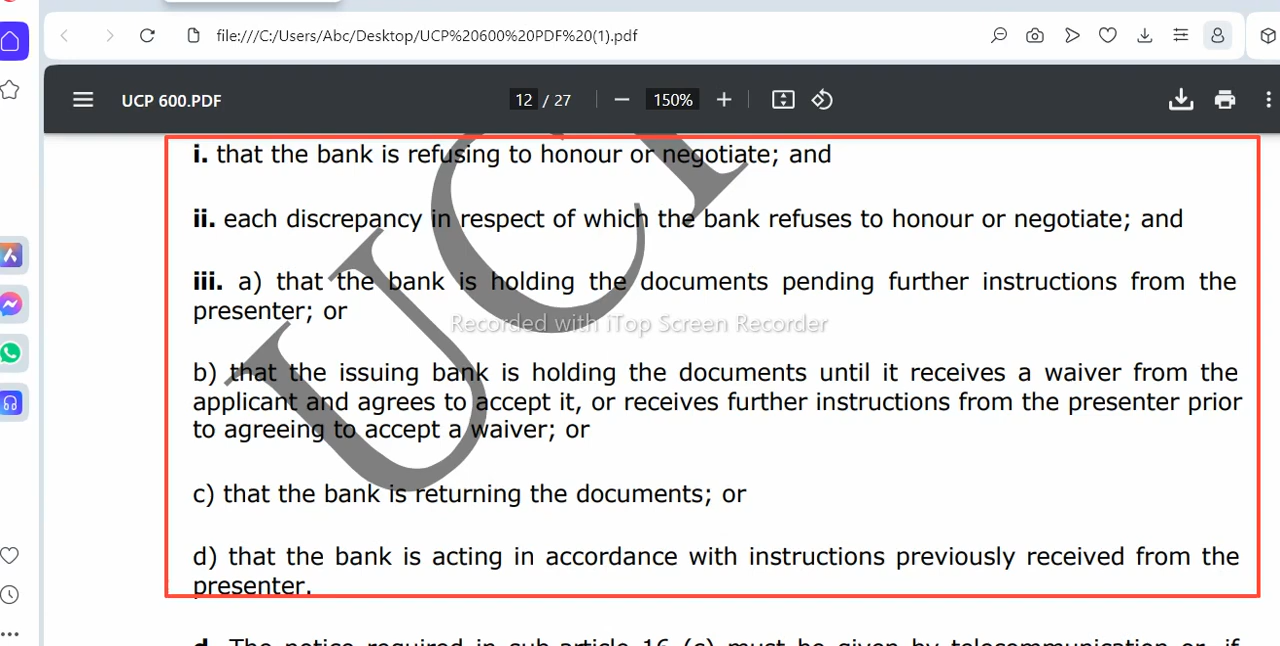 file:///C:/Users/Abc/Desktop/UCP%20600%20PDF%20(1).pdf
UCP 600.PDF
12 / 27
150%
i. that the bank is refusing to honour or negotiate; and
ii. each discrepancy in respect of which the bank refuses to honour or negotiate; and
iii. a) that the bank is holding the documents pending further instructions from the
presenter; or
Recorded with iTop Screen Recorder
b) that the issuing bank is holding the documents until it receives a waiver from the
applicant and agrees to accept it, or receives further instructions from the presenter prior
to agreeing to accept a waiver; or
c) that the bank is returning the documents; or
d) that the bank is acting in accordance with instructions previously received from the
presenter.
d. The notice required in sub-article 16 (c) must be given by telecommunication or, if
UC